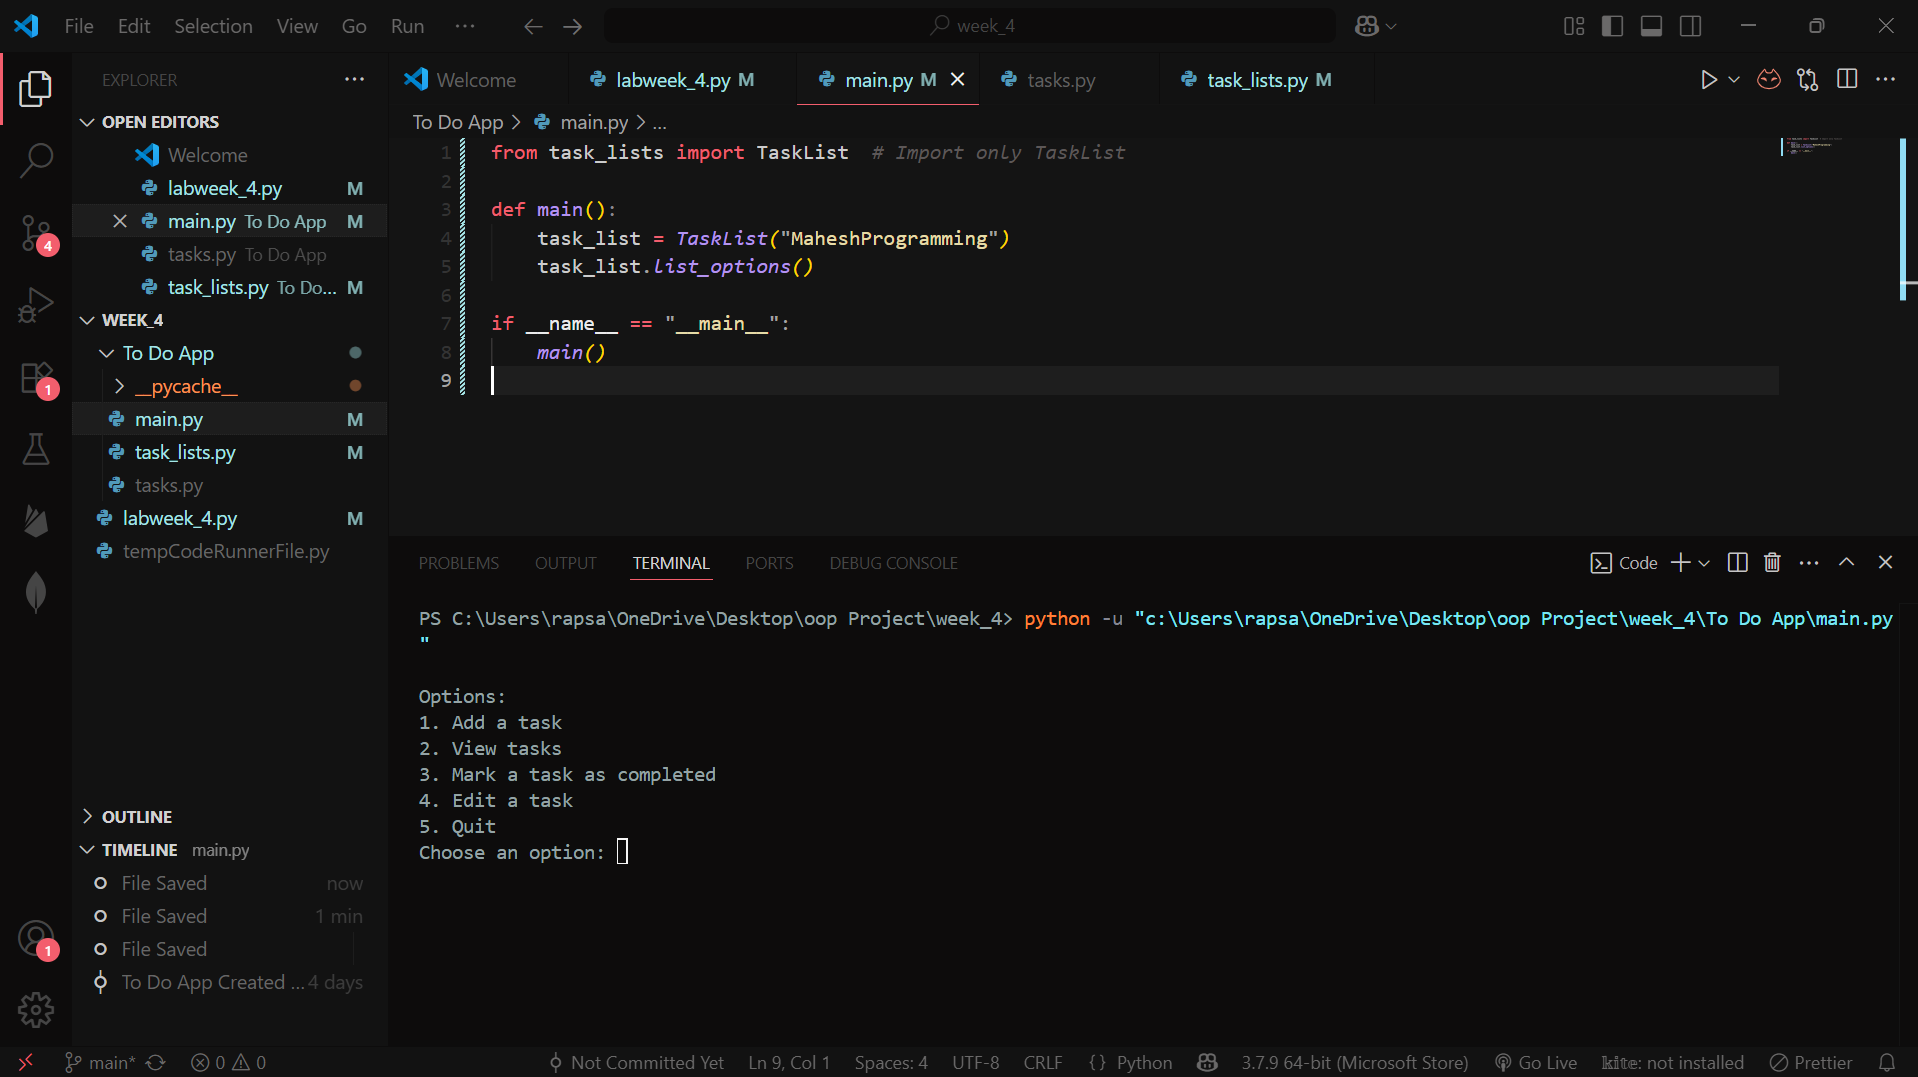 File Edit Selection View Go Run ··· week_4
EXPLORER ···
OPEN EDITORS
Welcome
labweek_4.py M
main.py To Do App M
tasks.py To Do App
task_lists.py To Do... M
WEEK_4
To Do App
__pycache__
main.py M
task_lists.py M
tasks.py
labweek_4.py M
tempCodeRunnerFile.py
OUTLINE
TIMELINE main.py
File Saved now
File Saved 1 min
File Saved
To Do App Created ... 4 days
4
1
1
Welcome labweek_4.py M main.py M tasks.py task_lists.py M
To Do App > main.py > ...
1 from task_lists import TaskList # Import only TaskList
2
3 def main():
4 task_list = TaskList("MaheshProgramming")
5 task_list.list_options()
6
7 if __name__ == "__main__":
8 main()
9
PROBLEMS OUTPUT TERMINAL PORTS DEBUG CONSOLE Code
PS C:\Users\rapsa\OneDrive\Desktop\oop Project\week_4> python -u "c:\Users\rapsa\OneDrive\Desktop\oop Project\week_4\To Do App\main.py
"
Options:
1. Add a task
2. View tasks
3. Mark a task as completed
4. Edit a task
5. Quit
Choose an option:
main* 0 0 Not Committed Yet Ln 9, Col 1 Spaces: 4 UTF-8 CRLF {} Python 3.7.9 64-bit (Microsoft Store) Go Live kite: not installed Prettier